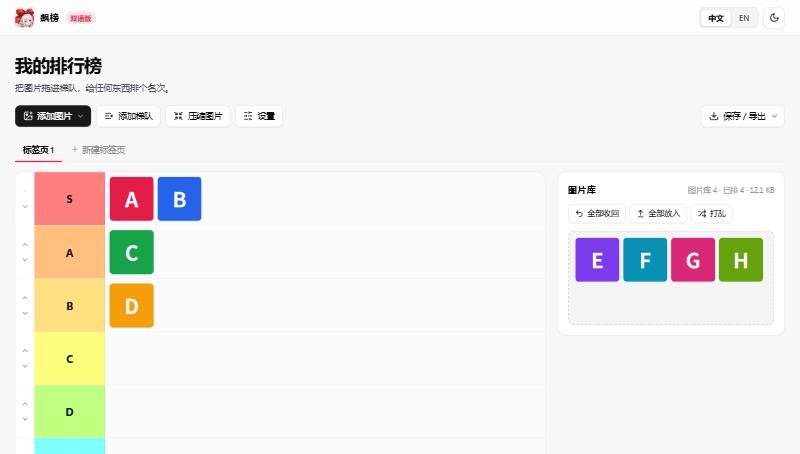 飙榜 双语版 中文 EN
我的排行榜
把图片拖进梯队，给任何东西排个名次。
添加图片 添加梯队 压缩图片 设置 保存 / 导出
标签页 1 + 新建标签页
S A B
A C
B D
C
D
图片库 图片库 4 · 已排 4 · 12.1 KB
全部收回 全部放入 打乱
E F G H